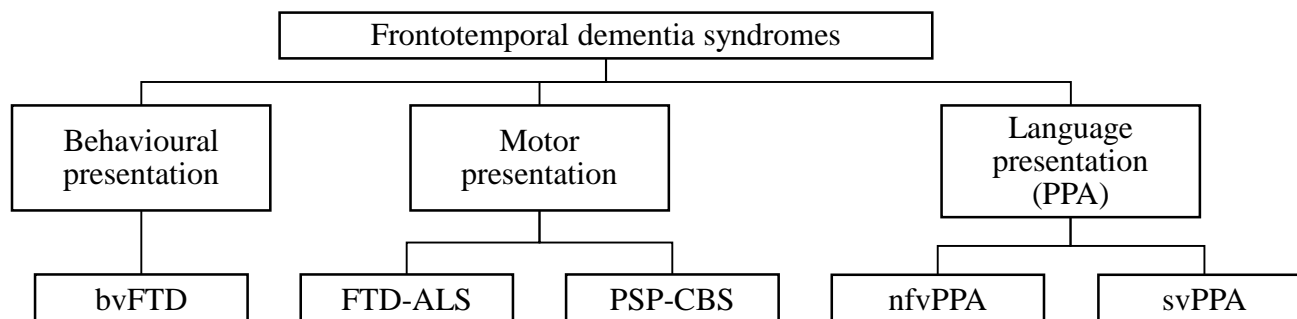 Frontotemporal dementia syndromes
Behavioural
presentation
Motor
presentation
Language
presentation
(PPA)
bvFTD
FTD-ALS
PSP-CBS
nfvPPA
svPPA